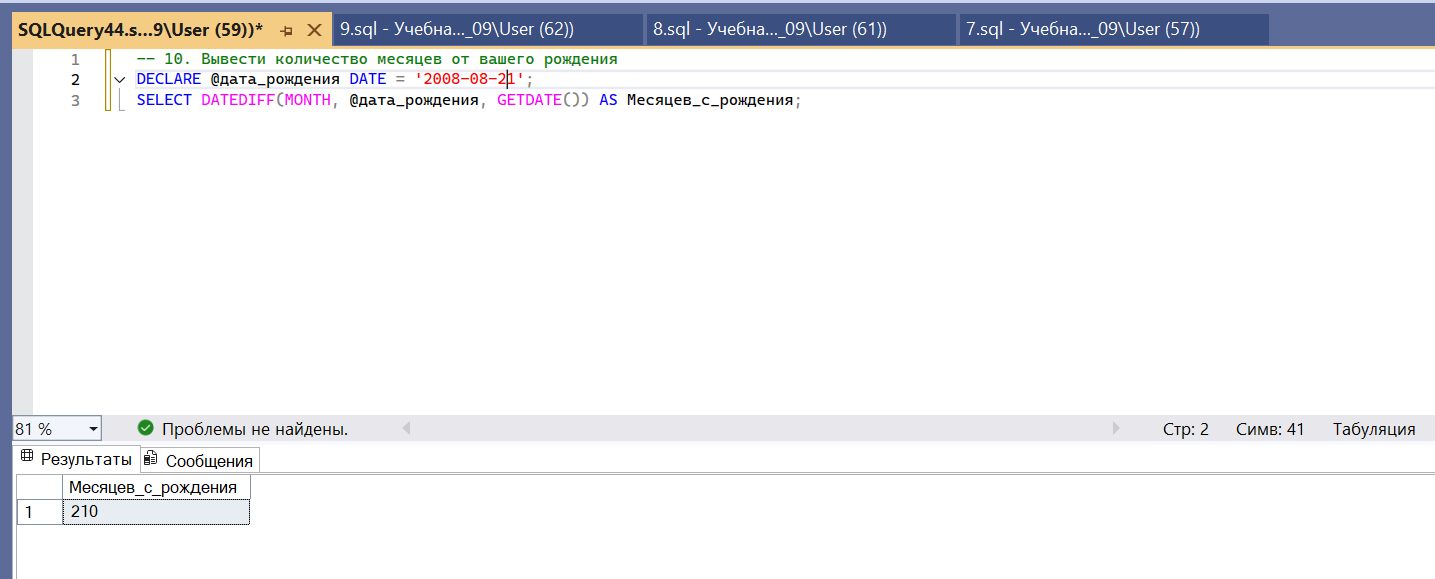 SQLQuery44.s...9\User (59))* 9.sql - Учебна..._09\User (62)) 8.sql - Учебна..._09\User (61)) 7.sql - Учебна..._09\User (57))
1 -- 10. Вывести количество месяцев от вашего рождения
2 DECLARE @дата_рождения DATE = '2008-08-21';
3 SELECT DATEDIFF(MONTH, @дата_рождения, GETDATE()) AS Месяцев_с_рождения;
81 % Проблемы не найдены. Стр: 2 Симв: 41 Табуляция
Результаты Сообщения
Месяцев_с_рождения
1 210